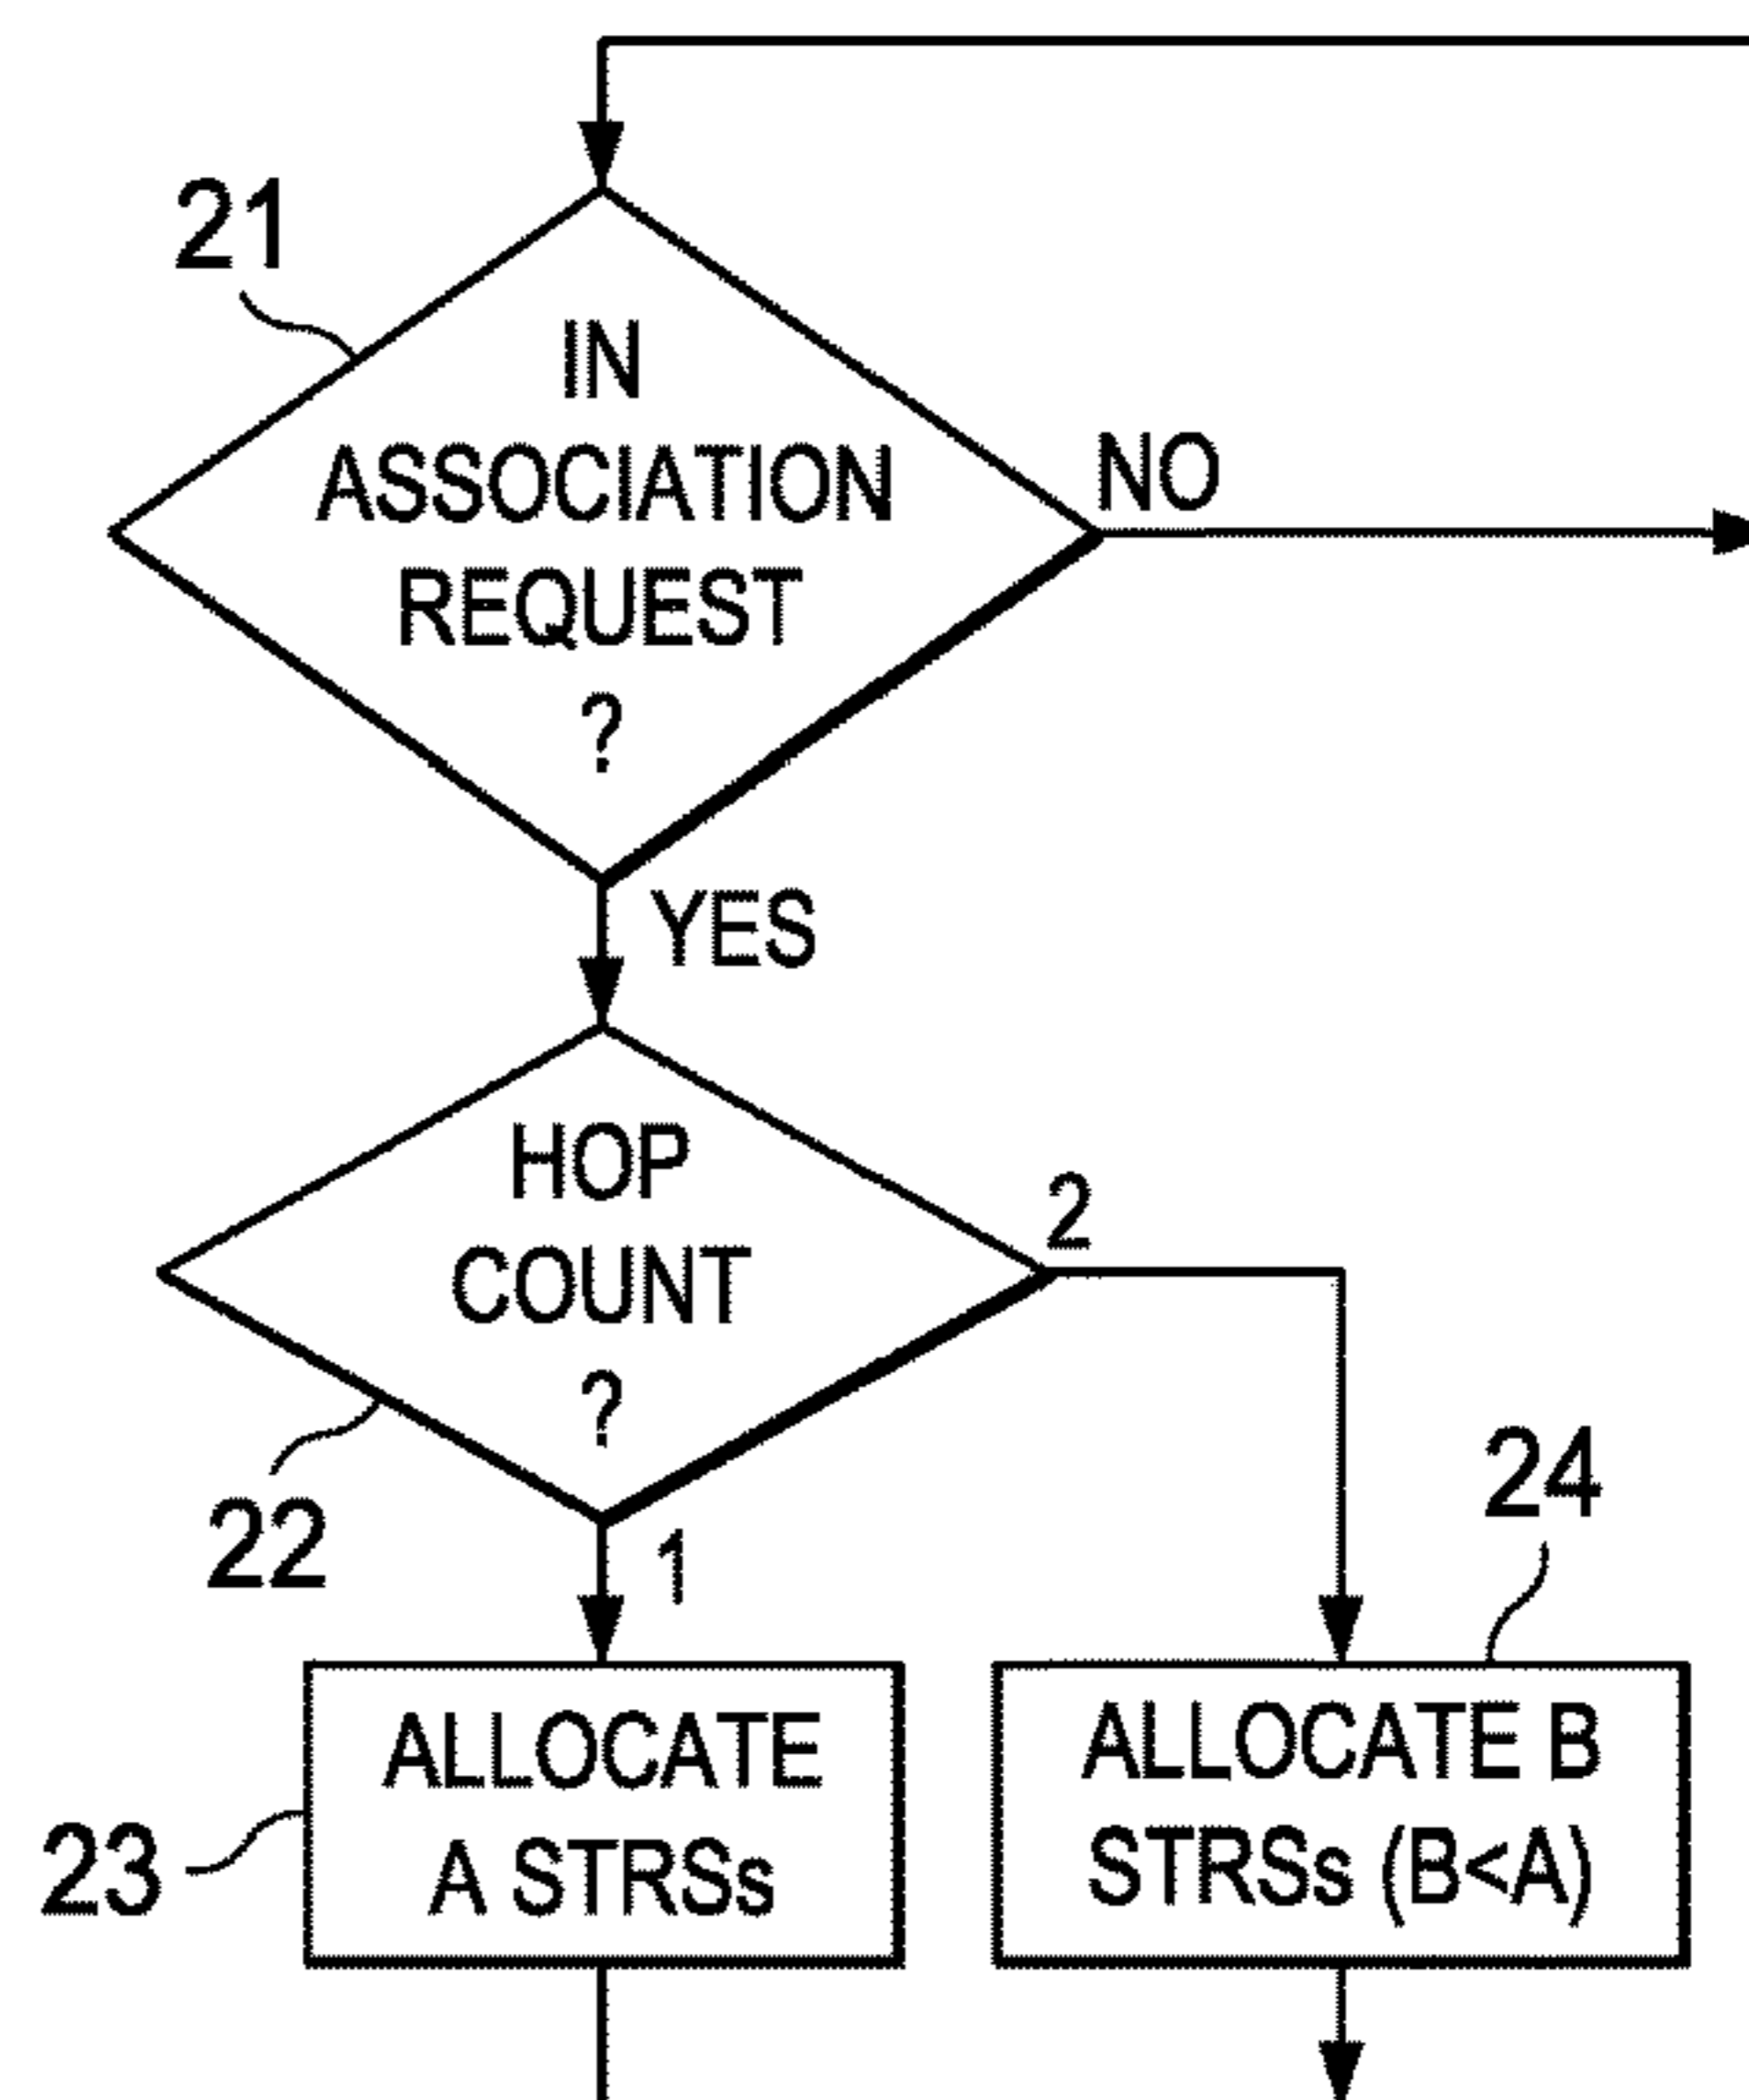 21
IN
ASSOCIATION
REQUEST
?
NO
YES
HOP
COUNT
?
2
22
1
24
23
ALLOCATE
A STRSs
ALLOCATE B
STRSs (B<A)